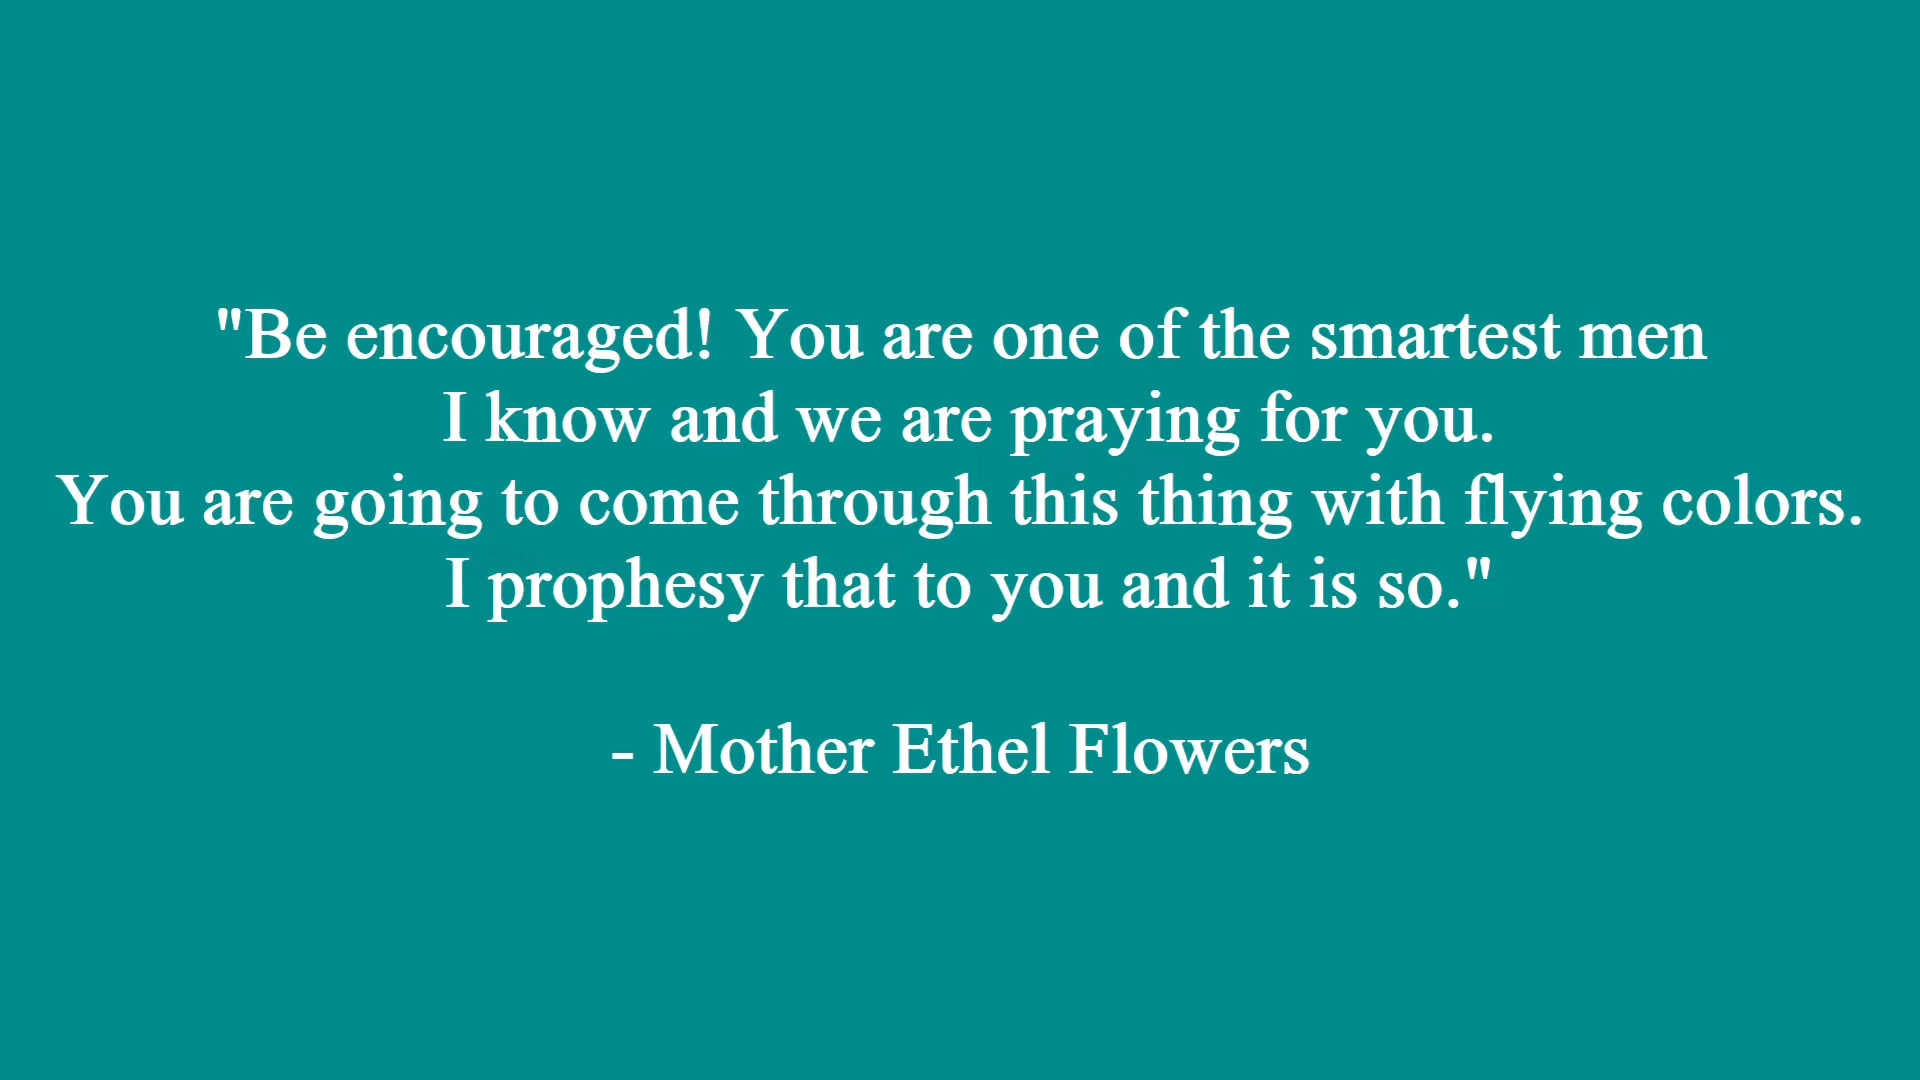 "Be encouraged! You are one of the smartest men
I know and we are praying for you.
You are going to come through this thing with flying colors.
I prophesy that to you and it is so."
- Mother Ethel Flowers